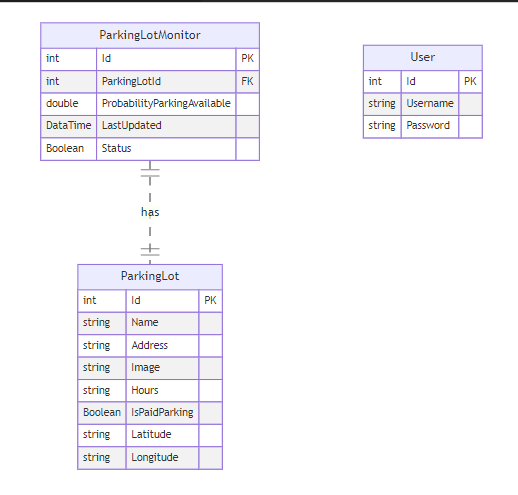 ParkingLotMonitor
int Id PK
int ParkingLotId FK
double ProbabilityParkingAvailable
DataTime LastUpdated
Boolean Status
has
ParkingLot
int Id PK
string Name
string Address
string Image
string Hours
Boolean IsPaidParking
string Latitude
string Longitude
User
int Id PK
string Username
string Password